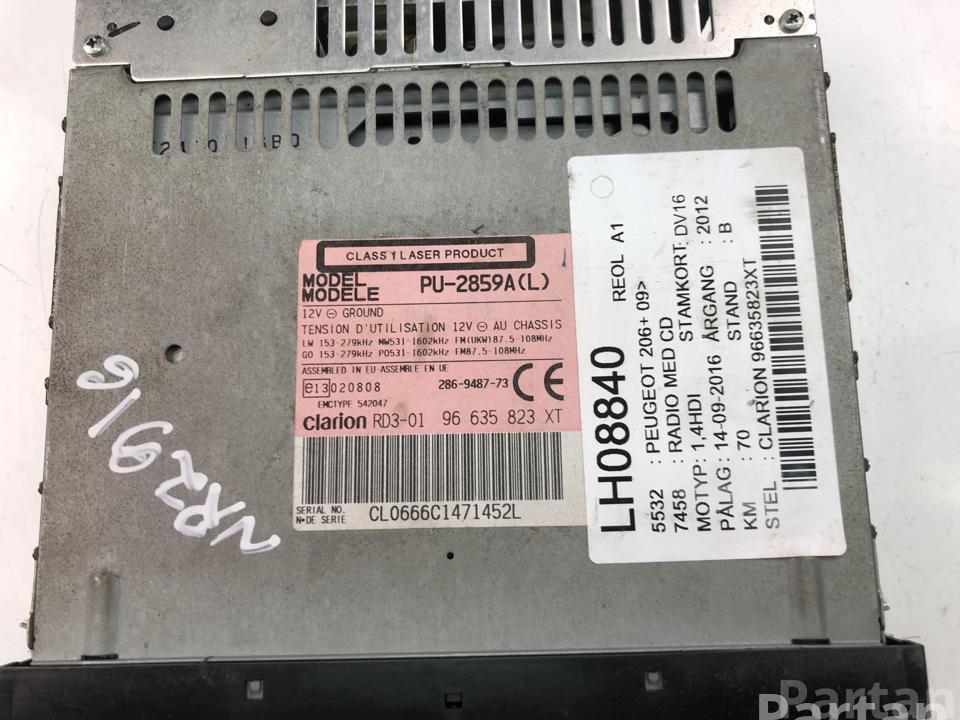 CLASS 1 LASER PRODUCT
MODEL
MODELE PU-2859A(L)
12V ⊖ GROUND
TENSION D'UTILISATION 12V ⊖ AU CHASSIS
LW 153-279kHz MW531-1602kHz FM(UKW)87.5-108MHz
GO 153-279kHz PO531-1602kHz FM87.5-108MHz
ASSEMBLED IN EU-ASSEMBLE EN UE
e13 020808 286-9487-73 CE
EMCTYPE 542047
clarion RD3-01 96 635 823 XT
SERIAL NO.
N•DE SERIE CL0666C1471452L
LH08840 REOL A1
5532 : PEUGEOT 206+ 09>
7458 : RADIO MED CD
MOTYP: 1,4HDI STAMKORT: DV16
PÅLAG: 14-09-2016 ÅRGANG : 2012
KM : 70 STAND : B
STEL : CLARION 96635823XT
Partan
Partan